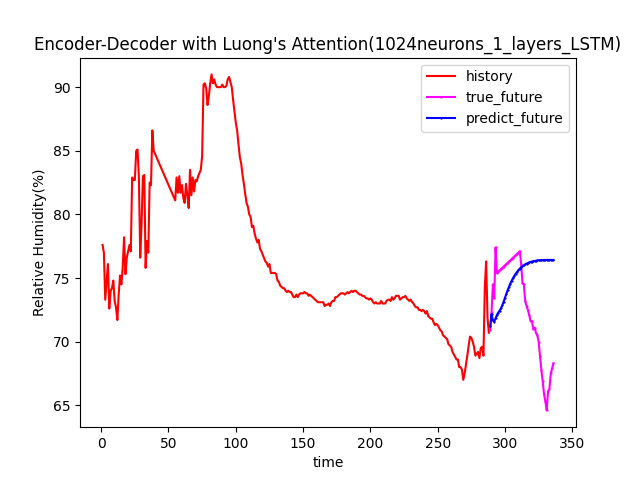 Encoder-Decoder with Luong's Attention(1024neurons_1_layers_LSTM)
history
true_future
predict_future
Relative Humidity(%)
90
85
80
75
70
65
0 50 100 150 200 250 300 350
time